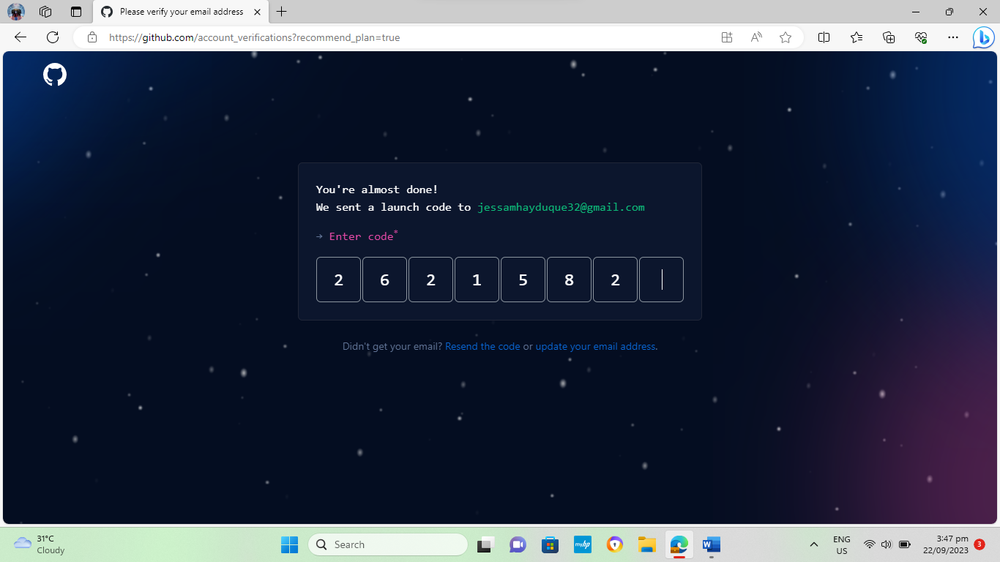 Please verify your email address
https://github.com/account_verifications?recommend_plan=true
You're almost done!
We sent a launch code to jessamhayduque32@gmail.com
→ Enter code*
2 6 2 1 5 8 2
Didn't get your email? Resend the code or update your email address.
31°C
Cloudy
Search
myhp
W
ENG
US
3:47 pm
22/09/2023
3